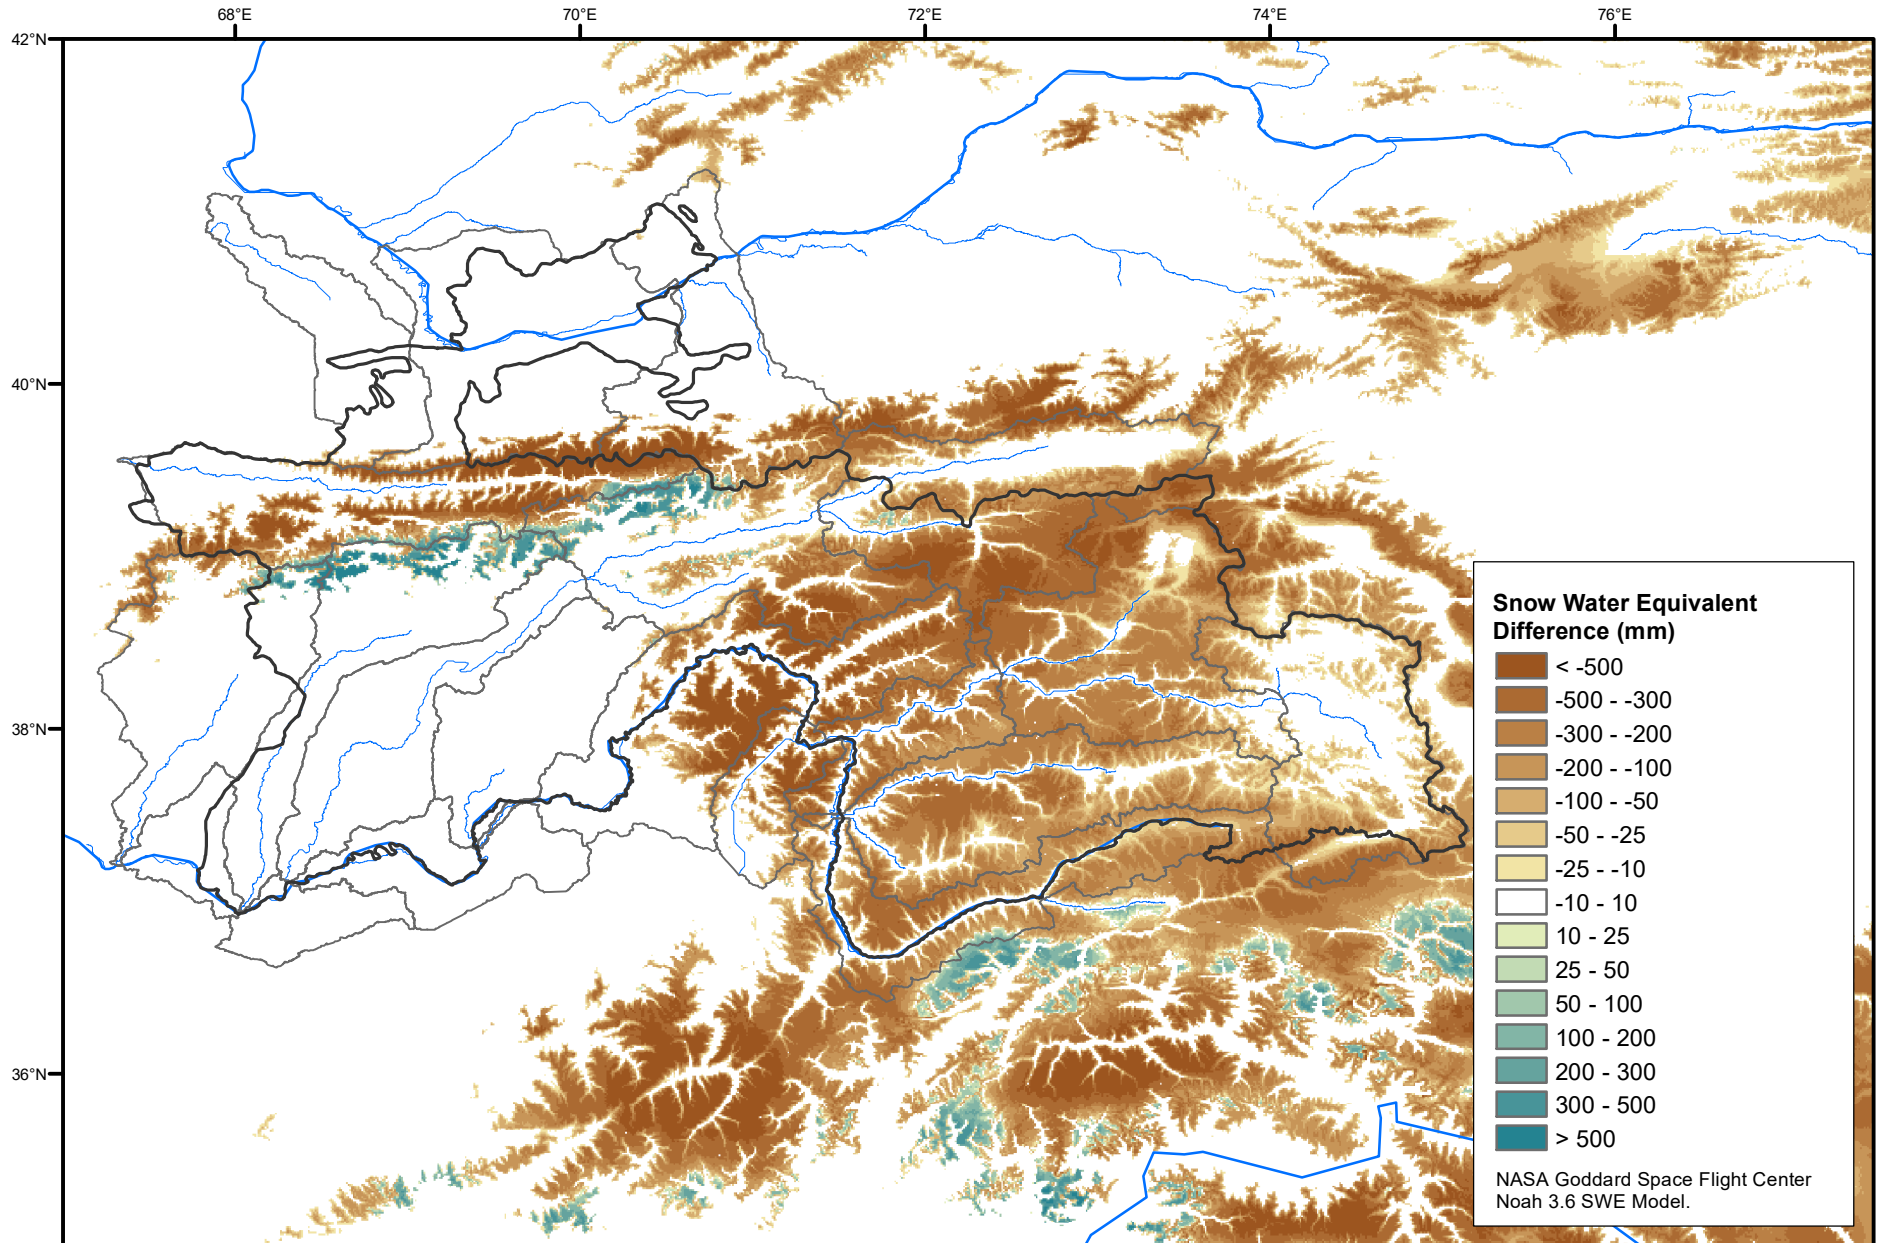 68°E 70°E 72°E 74°E 76°E
42°N
40°N
38°N
36°N
Snow Water Equivalent
Difference (mm)
< -500
-500 - -300
-300 - -200
-200 - -100
-100 - -50
-50 - -25
-25 - -10
-10 - 10
10 - 25
25 - 50
50 - 100
100 - 200
200 - 300
300 - 500
> 500
NASA Goddard Space Flight Center
Noah 3.6 SWE Model.